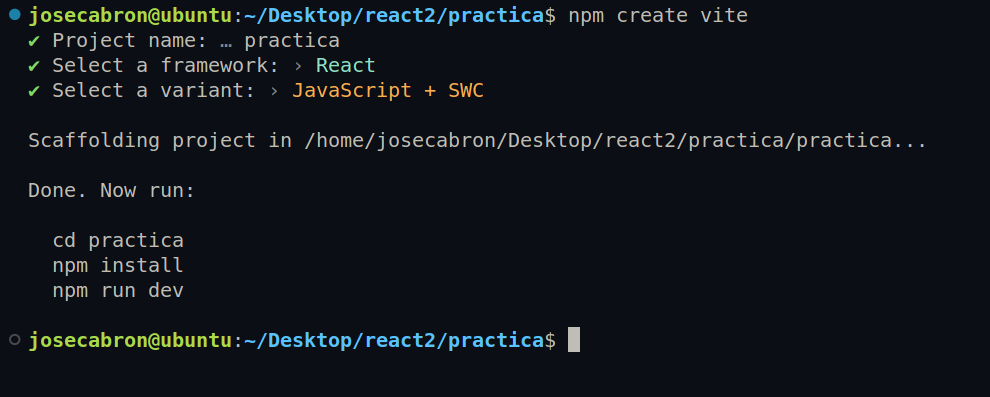 josecabron@ubuntu:~/Desktop/react2/practica$ npm create vite
✔ Project name: … practica
✔ Select a framework: › React
✔ Select a variant: › JavaScript + SWC
Scaffolding project in /home/josecabron/Desktop/react2/practica/practica...
Done. Now run:
cd practica
npm install
npm run dev
josecabron@ubuntu:~/Desktop/react2/practica$